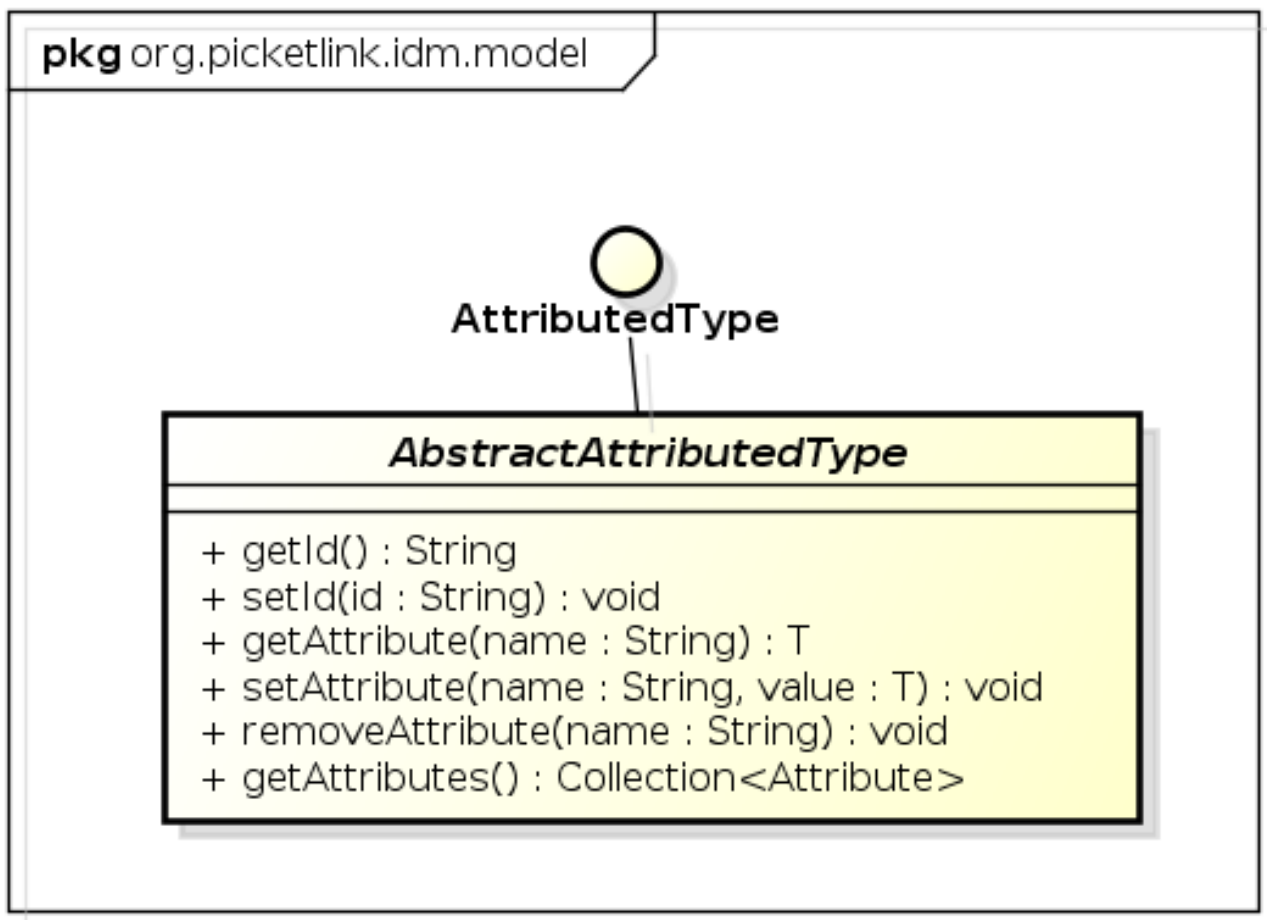 pkg org.picketlink.idm.model
AttributedType
AbstractAttributedType
+ getId() : String
+ setId(id : String) : void
+ getAttribute(name : String) : T
+ setAttribute(name : String, value : T) : void
+ removeAttribute(name : String) : void
+ getAttributes() : Collection<Attribute>